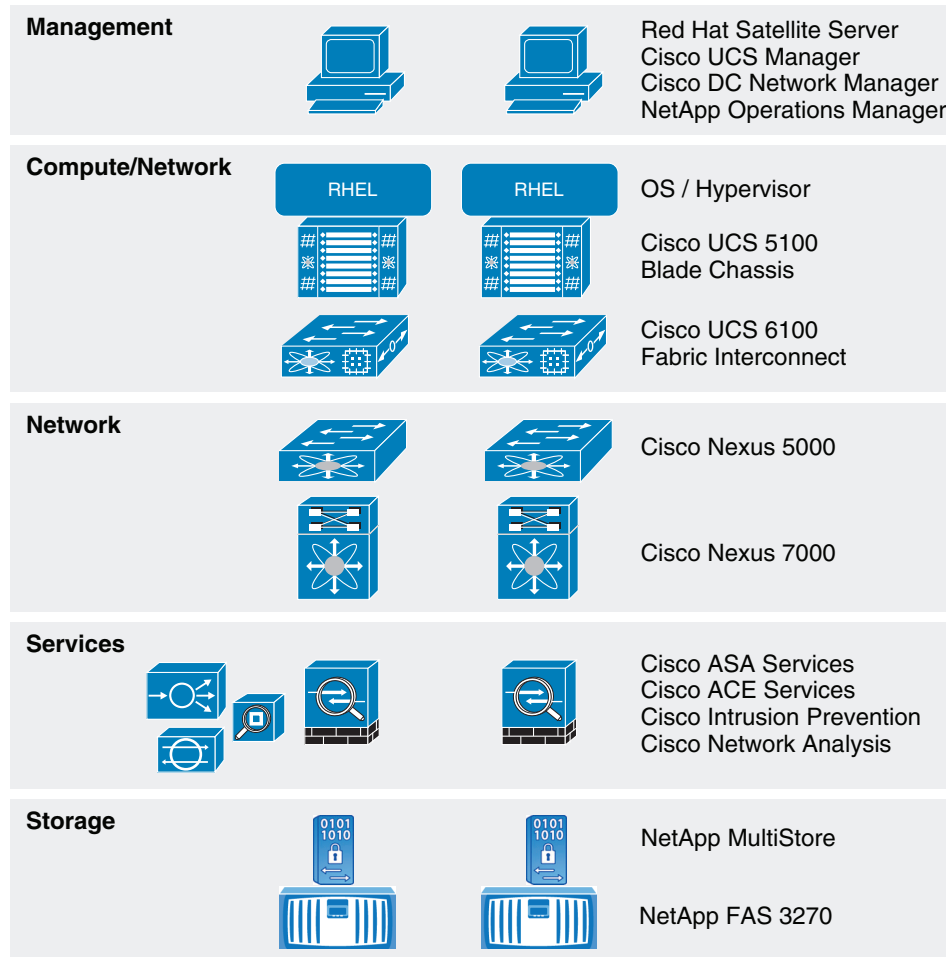 Management
Red Hat Satellite Server
Cisco UCS Manager
Cisco DC Network Manager
NetApp Operations Manager
Compute/Network
RHEL
RHEL
OS / Hypervisor
Cisco UCS 5100
Blade Chassis
Cisco UCS 6100
Fabric Interconnect
Network
Cisco Nexus 5000
Cisco Nexus 7000
Services
Cisco ASA Services
Cisco ACE Services
Cisco Intrusion Prevention
Cisco Network Analysis
Storage
0101
1010
0101
1010
NetApp MultiStore
NetApp FAS 3270